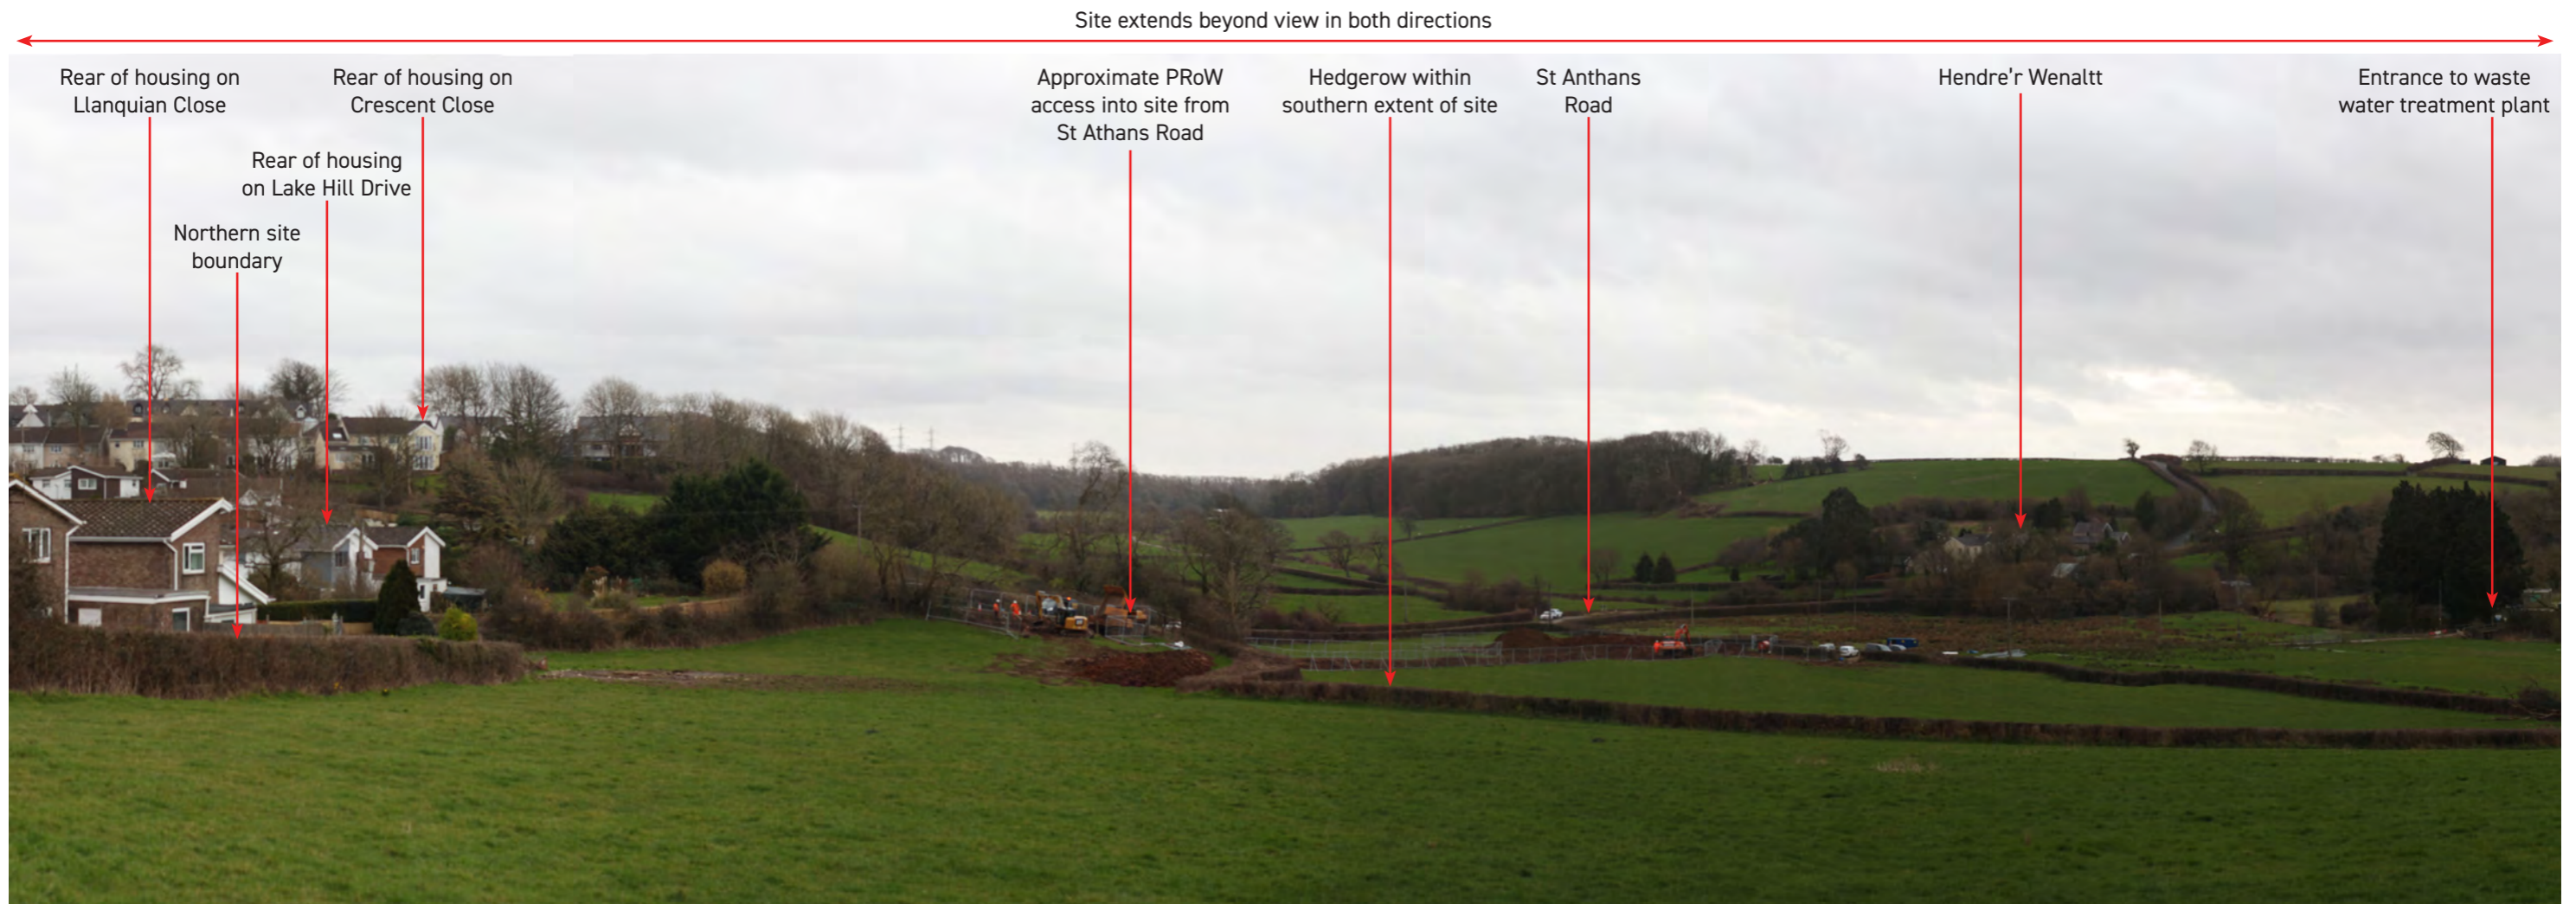 Site extends beyond view in both directions
Rear of housing on
Llanquian Close
Rear of housing on
Crescent Close
Approximate PRoW
access into site from
St Athans Road
Hedgerow within
southern extent of site
St Anthans
Road
Hendre'r Wenaltt
Entrance to waste
water treatment plant
Rear of housing
on Lake Hill Drive
Northern site
boundary